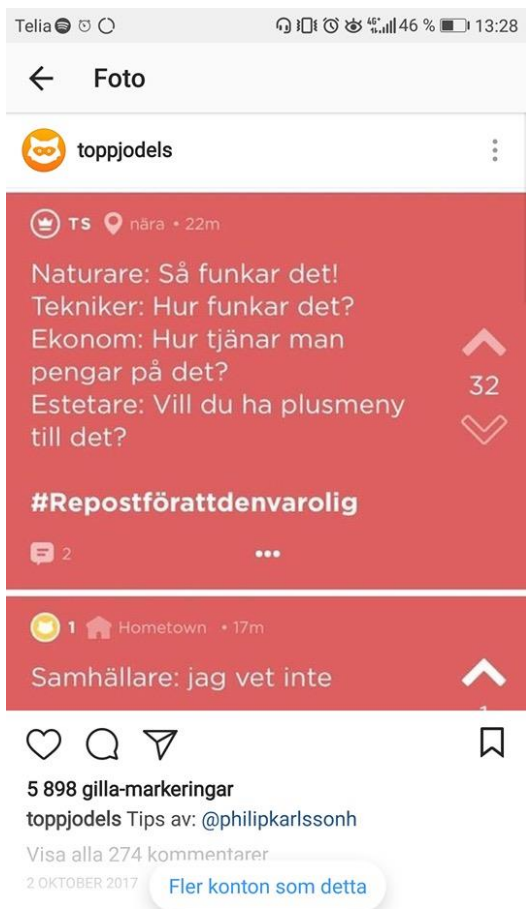 Telia 46 % 13:28
Foto
toppjodels
TS nära • 22m
Naturare: Så funkar det!
Tekniker: Hur funkar det?
Ekonom: Hur tjänar man
pengar på det?
Estetare: Vill du ha plusmeny
till det?
32
#Repostförattdenvarolig
2
1 Hometown • 17m
Samhällare: jag vet inte
5 898 gilla-markeringar
toppjodels Tips av: @philipkarlssonh
Visa alla 274 kommentarer
2 OKTOBER 2017
Fler konton som detta